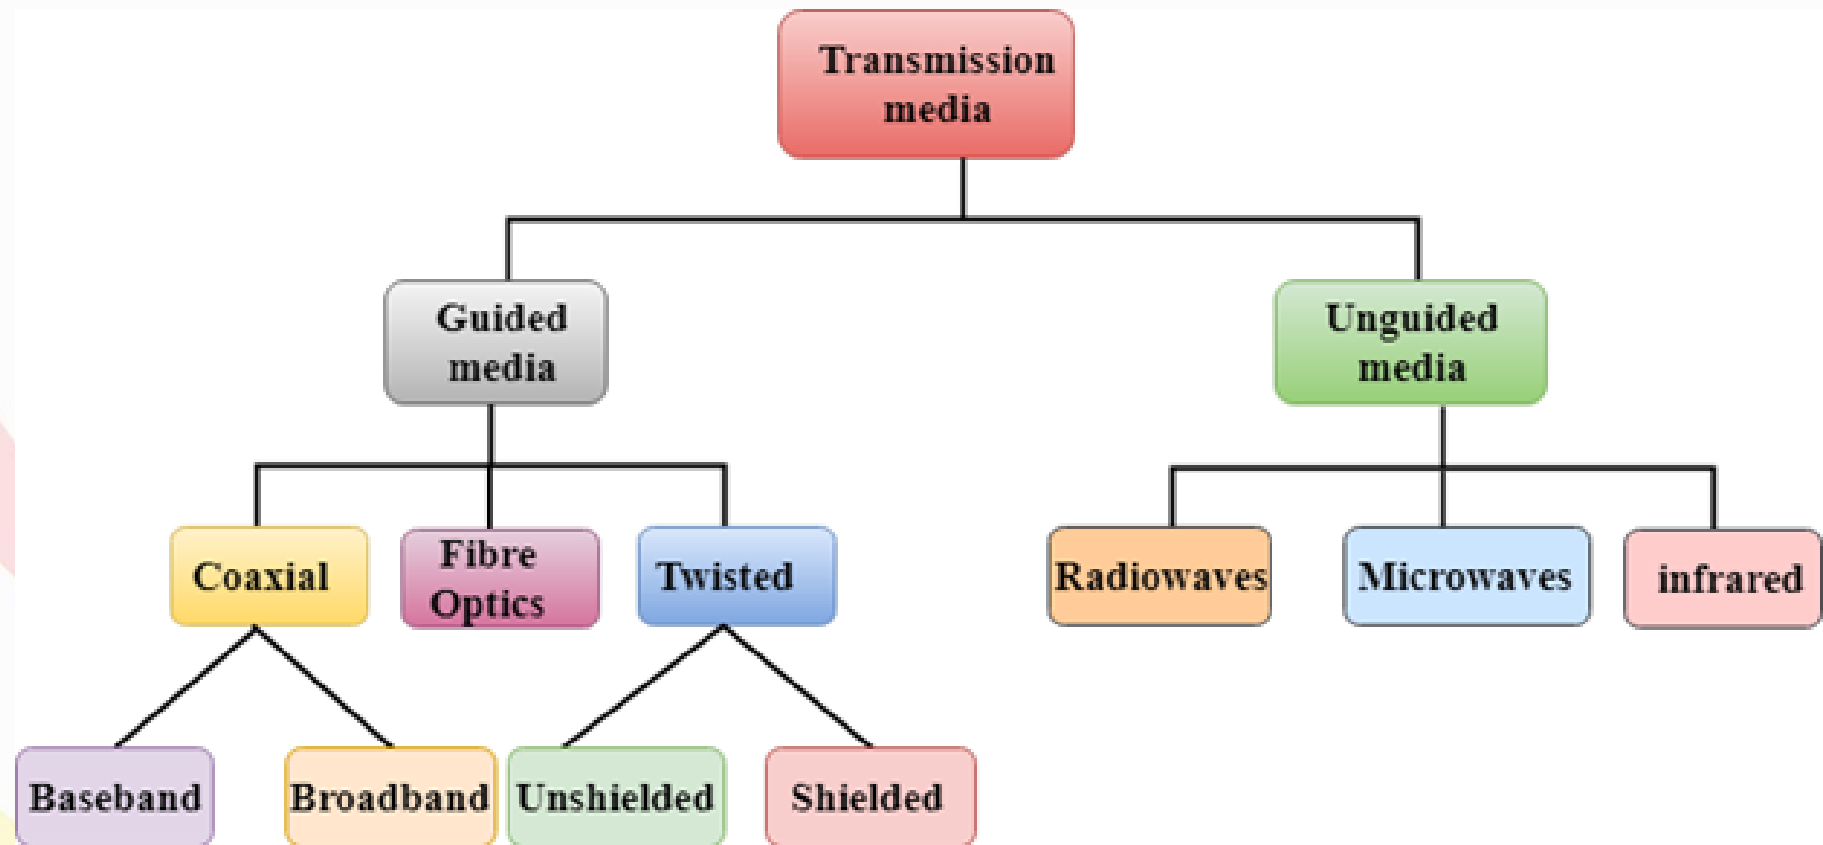 Transmission
media
Guided
media
Unguided
media
Coaxial
Fibre
Optics
Twisted
Radiowaves
Microwaves
infrared
Baseband
Broadband
Unshielded
Shielded